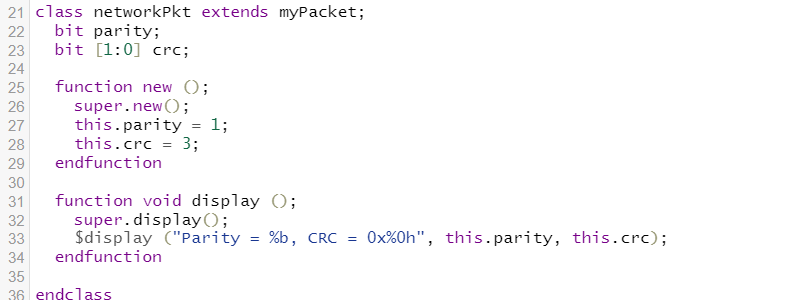 21 class networkPkt extends myPacket;
22   bit parity;
23   bit [1:0] crc;
24
25   function new ();
26     super.new();
27     this.parity = 1;
28     this.crc = 3;
29   endfunction
30
31   function void display ();
32     super.display();
33     $display ("Parity = %b, CRC = 0x%0h", this.parity, this.crc);
34   endfunction
35
36 endclass